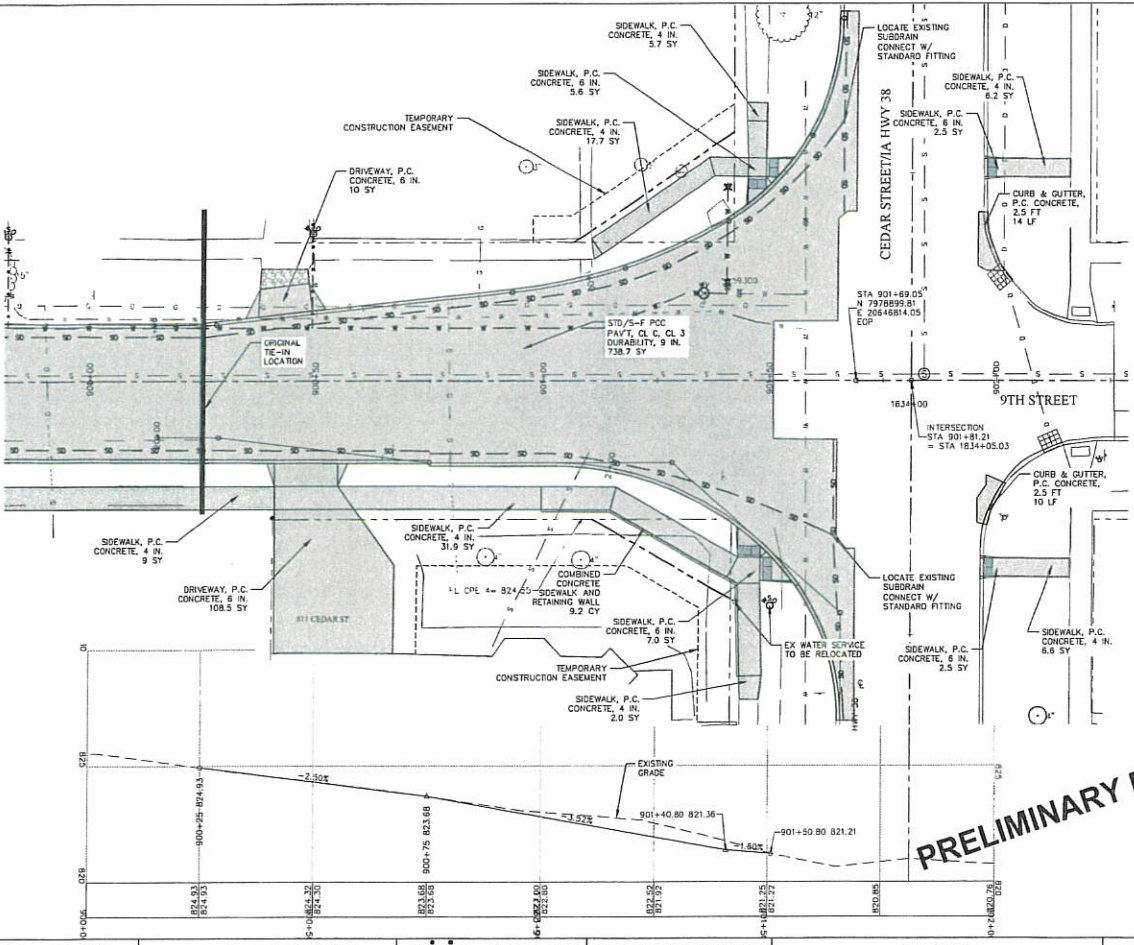 SIDEWALK, P.C.
CONCRETE, 4 IN.
5.7 SY
12"
LOCATE EXISTING
SUBDRAIN
CONNECT W/
STANDARD FITTING
SIDEWALK, P.C.
CONCRETE, 6 IN.
5.6 SY
SIDEWALK, P.C.
CONCRETE, 4 IN.
6.2 SY
TEMPORARY
CONSTRUCTION EASEMENT
SIDEWALK, P.C.
CONCRETE, 4 IN.
17.7 SY
SIDEWALK, P.C.
CONCRETE, 6 IN.
2.5 SY
CEDAR STREET/IA HWY 38
DRIVEWAY, P.C.
CONCRETE, 6 IN.
10 SY
CURB & GUTTER,
P.C. CONCRETE,
2.5 FT
14 LF
STA 901+69.05
N 7978899.81
E 20646814.05
EOP
STD/S-F PCC
PAV'T, CL C, CL 3
DURABILITY, 9 IN.
738.7 SY
ORIGINAL
TIE-IN
LOCATION
1834+00
9TH STREET
INTERSECTION
STA 901+81.21
= STA 1834+05.03
CURB & GUTTER,
P.C. CONCRETE,
2.5 FT
10 LF
SIDEWALK, P.C.
CONCRETE, 4 IN.
9 SY
SIDEWALK, P.C.
CONCRETE, 4 IN.
31.9 SY
DRIVEWAY, P.C.
CONCRETE, 6 IN.
108.5 SY
811 CEDAR ST
COMBINED
CONCRETE
SIDEWALK AND
RETAINING WALL
9.2 CY
LOCATE EXISTING
SUBDRAIN
CONNECT W/
STANDARD FITTING
SIDEWALK, P.C.
CONCRETE, 6 IN.
7.0 SY
EX WATER SERVICE
TO BE RELOCATED
SIDEWALK, P.C.
CONCRETE, 6 IN.
2.5 SY
SIDEWALK, P.C.
CONCRETE, 4 IN.
6.6 SY
TEMPORARY
CONSTRUCTION EASEMENT
SIDEWALK, P.C.
CONCRETE, 4 IN.
2.0 SY
825
-2.50%
EXISTING
GRADE
825
900+25 824.93
900+75 823.68
-3.52%
901+40.80 821.36
-1.60%
901+50.80 821.21
PRELIMINARY
820
824.93
824.93
824.32
824.30
823.68
823.68
822.80
822.52
821.92
821.25
821.22
820.85
820.76
820